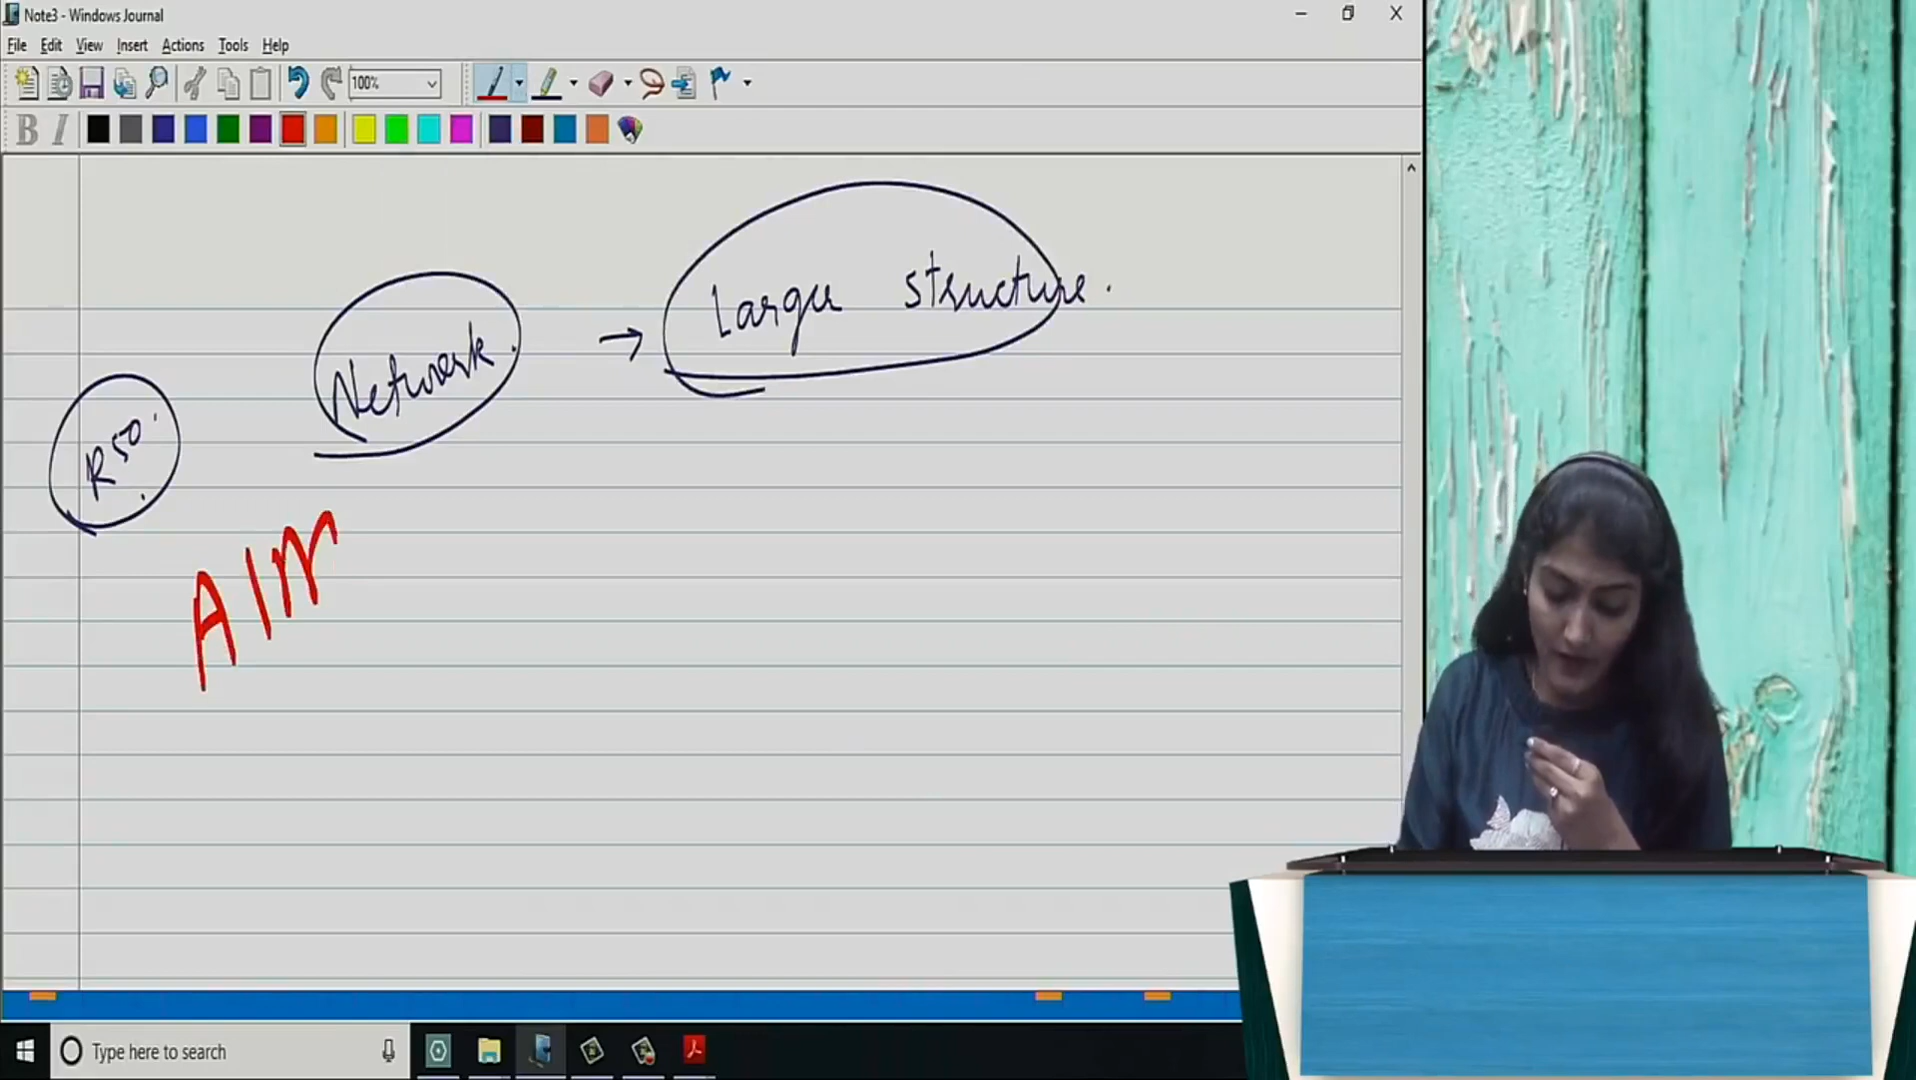 Note3 - Windows Journal
File Edit View Insert Actions Tools Help
100%
B I
Network. → Large structure.
R50.
AIM
Type here to search